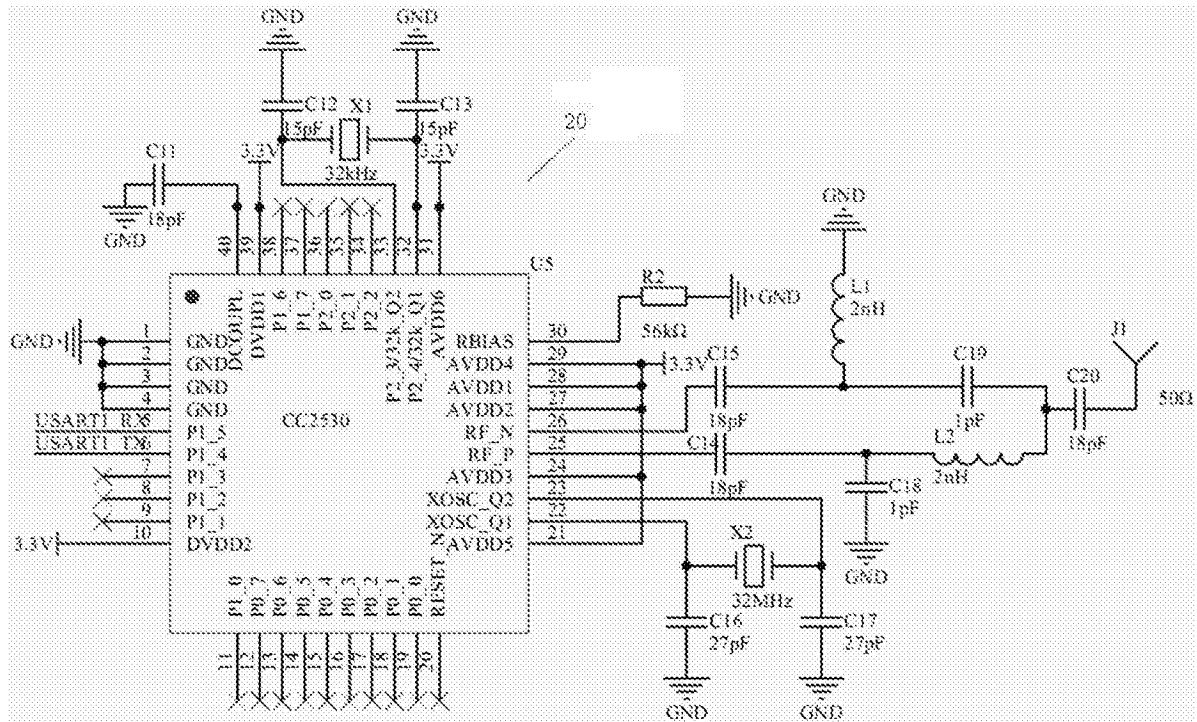 GND GND
C12 X1 C13
15pF 15pF
20
C11 3.3V 32kHz 3.3V
18pF
GND
40 39 38 37 36 35 34 33 32 31
U5
DCOUPL DVDD1 P1_6 P1_7 P2_0 P2_1 P2_2 P2_3/32k_Q2 P2_4/32k_Q1 AVDD6
R2
GND
56kΩ
GND
L1
2nH
GND
1 GND
2 GND
3 GND
4 GND
USART1_RX 5 P1_5
USART1_TX 6 P1_4
7 P1_3
8 P1_2
9 P1_1
3.3V 10 DVDD2
CC2530
RBIAS 30
AVDD4 29 3.3V
AVDD1 28
AVDD2 27
RF_N 26
RF_P 25
AVDD3 24
XOSC_Q2 23
XOSC_Q1 22
AVDD5 21
C15
18pF
C14
18pF
C19
1pF
L2
2nH
C20
18pF
J1
50Ω
C18
1pF
GND
X2
32MHz
C16
27pF
C17
27pF
GND GND
P1_0 P0_7 P0_6 P0_5 P0_4 P0_3 P0_2 P0_1 P0_0 RESET_N
11 12 13 14 15 16 17 18 19 20